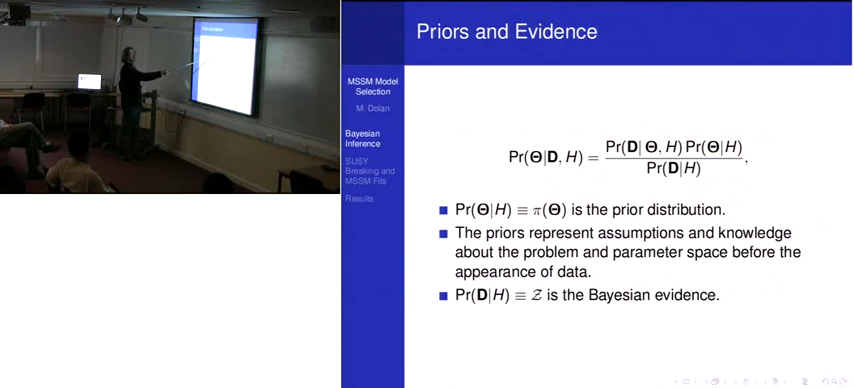 Priors and Evidence
MSSM Model
Selection
M. Dolan
Bayesian
Inference
SUSY
Breaking and
MSSM Fits
Results
Pr(Θ|D, H) = Pr(D| Θ, H) Pr(Θ|H) / Pr(D|H),
Pr(Θ|H) ≡ π(Θ) is the prior distribution.
The priors represent assumptions and knowledge
about the problem and parameter space before the
appearance of data.
Pr(D|H) ≡ 𝒵 is the Bayesian evidence.